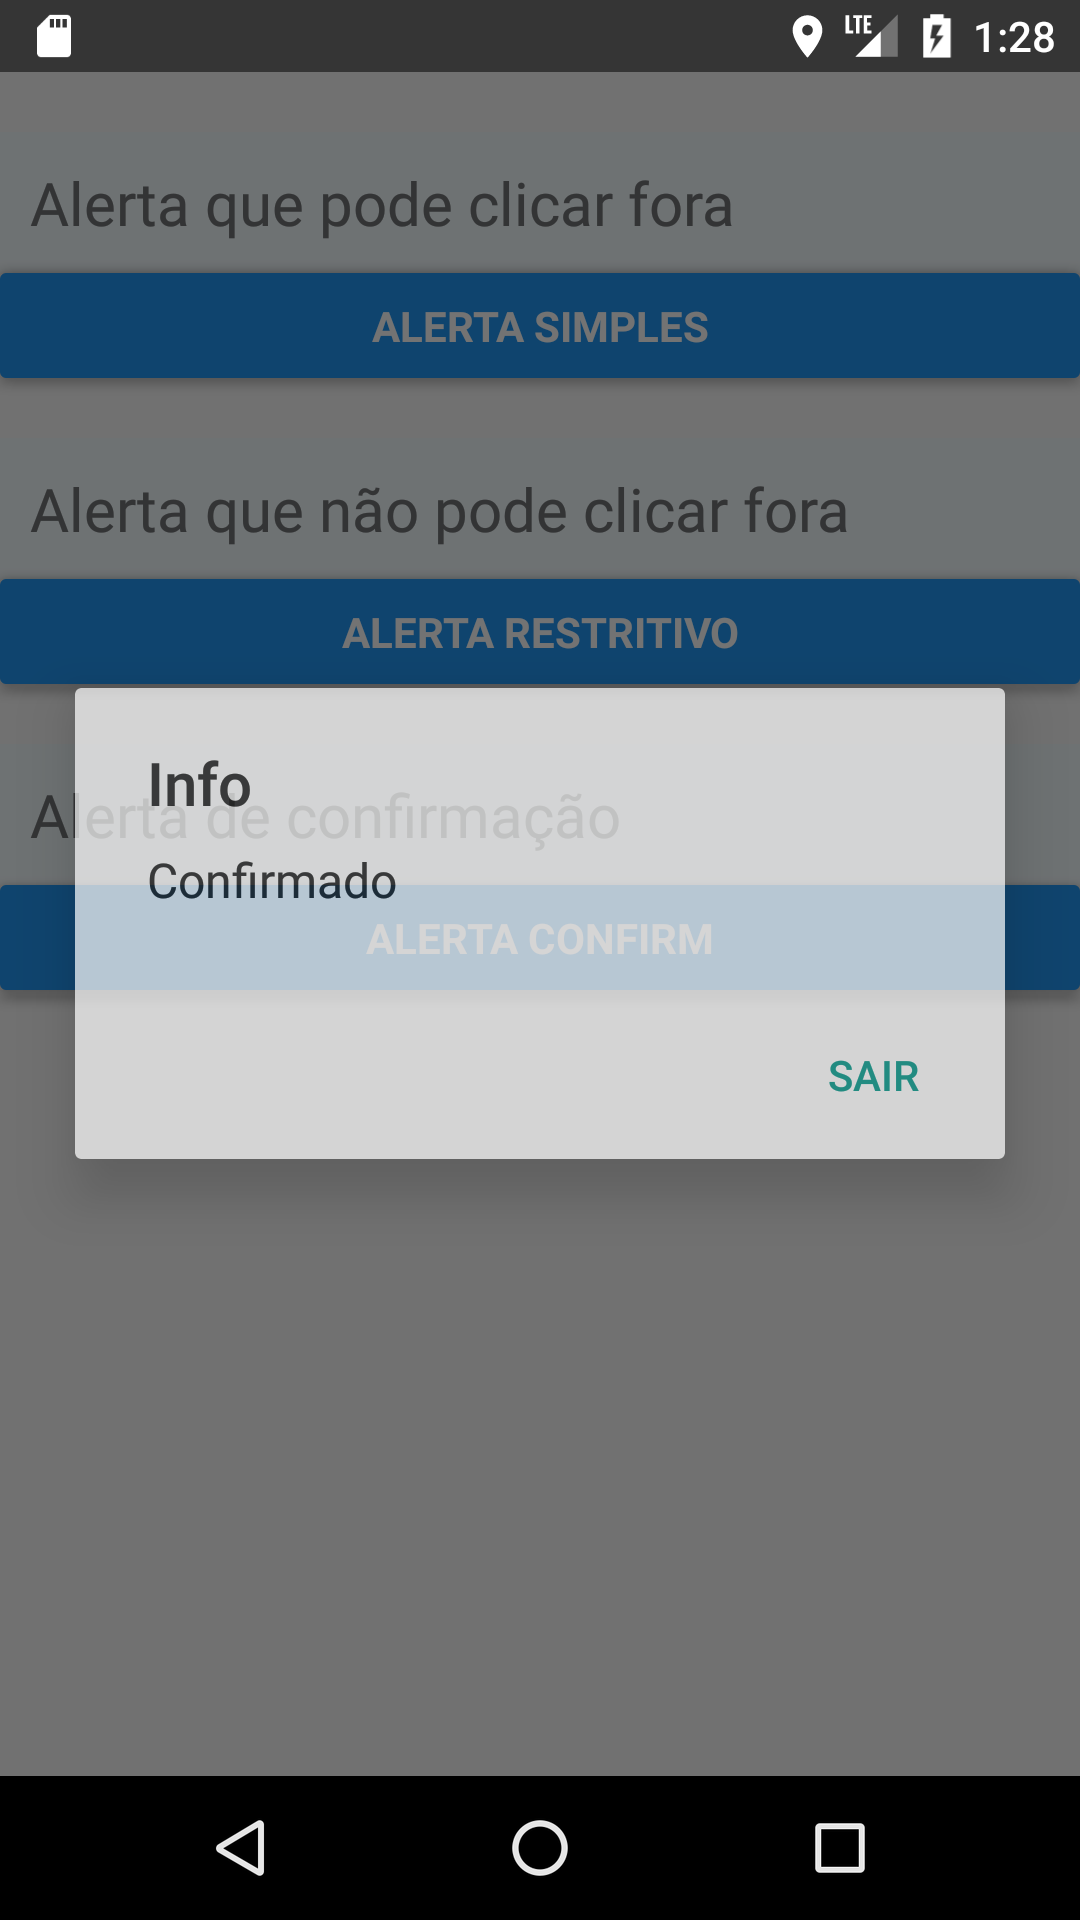 LTE 1:28
Alerta que pode clicar fora
ALERTA SIMPLES
Alerta que não pode clicar fora
ALERTA RESTRITIVO
Info
Alerta de confirmação
Confirmado
ALERTA CONFIRM
SAIR